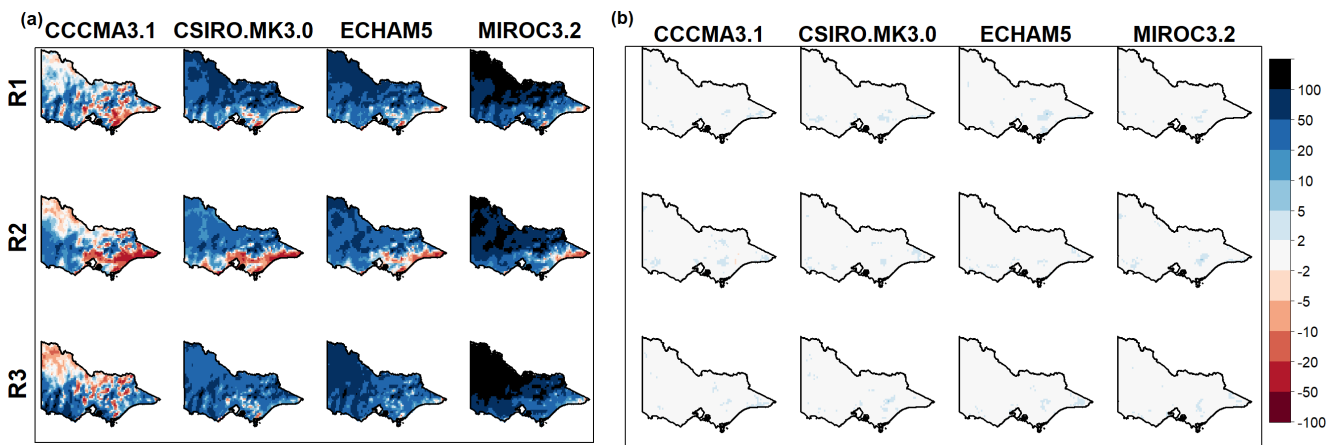 (a)
CCCMA3.1 CSIRO.MK3.0 ECHAM5 MIROC3.2
R1
R2
R3
(b)
CCCMA3.1 CSIRO.MK3.0 ECHAM5 MIROC3.2
100
50
20
10
5
2
-2
-5
-10
-20
-50
-100